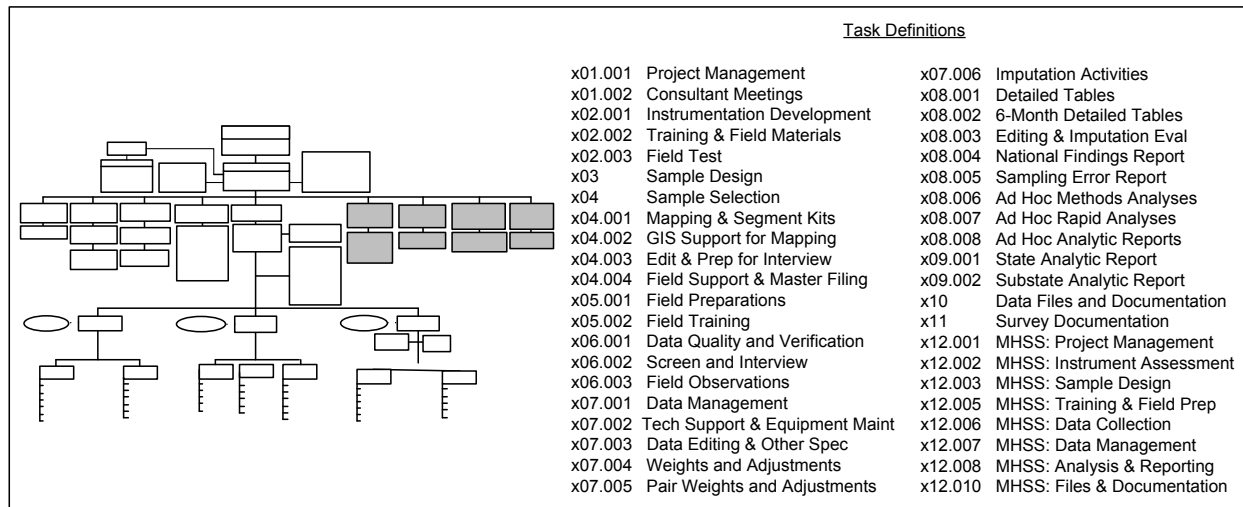 Task Definitions
x01.001 Project Management
x01.002 Consultant Meetings
x02.001 Instrumentation Development
x02.002 Training & Field Materials
x02.003 Field Test
x03 Sample Design
x04 Sample Selection
x04.001 Mapping & Segment Kits
x04.002 GIS Support for Mapping
x04.003 Edit & Prep for Interview
x04.004 Field Support & Master Filing
x05.001 Field Preparations
x05.002 Field Training
x06.001 Data Quality and Verification
x06.002 Screen and Interview
x06.003 Field Observations
x07.001 Data Management
x07.002 Tech Support & Equipment Maint
x07.003 Data Editing & Other Spec
x07.004 Weights and Adjustments
x07.005 Pair Weights and Adjustments
x07.006 Imputation Activities
x08.001 Detailed Tables
x08.002 6-Month Detailed Tables
x08.003 Editing & Imputation Eval
x08.004 National Findings Report
x08.005 Sampling Error Report
x08.006 Ad Hoc Methods Analyses
x08.007 Ad Hoc Rapid Analyses
x08.008 Ad Hoc Analytic Reports
x09.001 State Analytic Report
x09.002 Substate Analytic Report
x10 Data Files and Documentation
x11 Survey Documentation
x12.001 MHSS: Project Management
x12.002 MHSS: Instrument Assessment
x12.003 MHSS: Sample Design
x12.005 MHSS: Training & Field Prep
x12.006 MHSS: Data Collection
x12.007 MHSS: Data Management
x12.008 MHSS: Analysis & Reporting
x12.010 MHSS: Files & Documentation